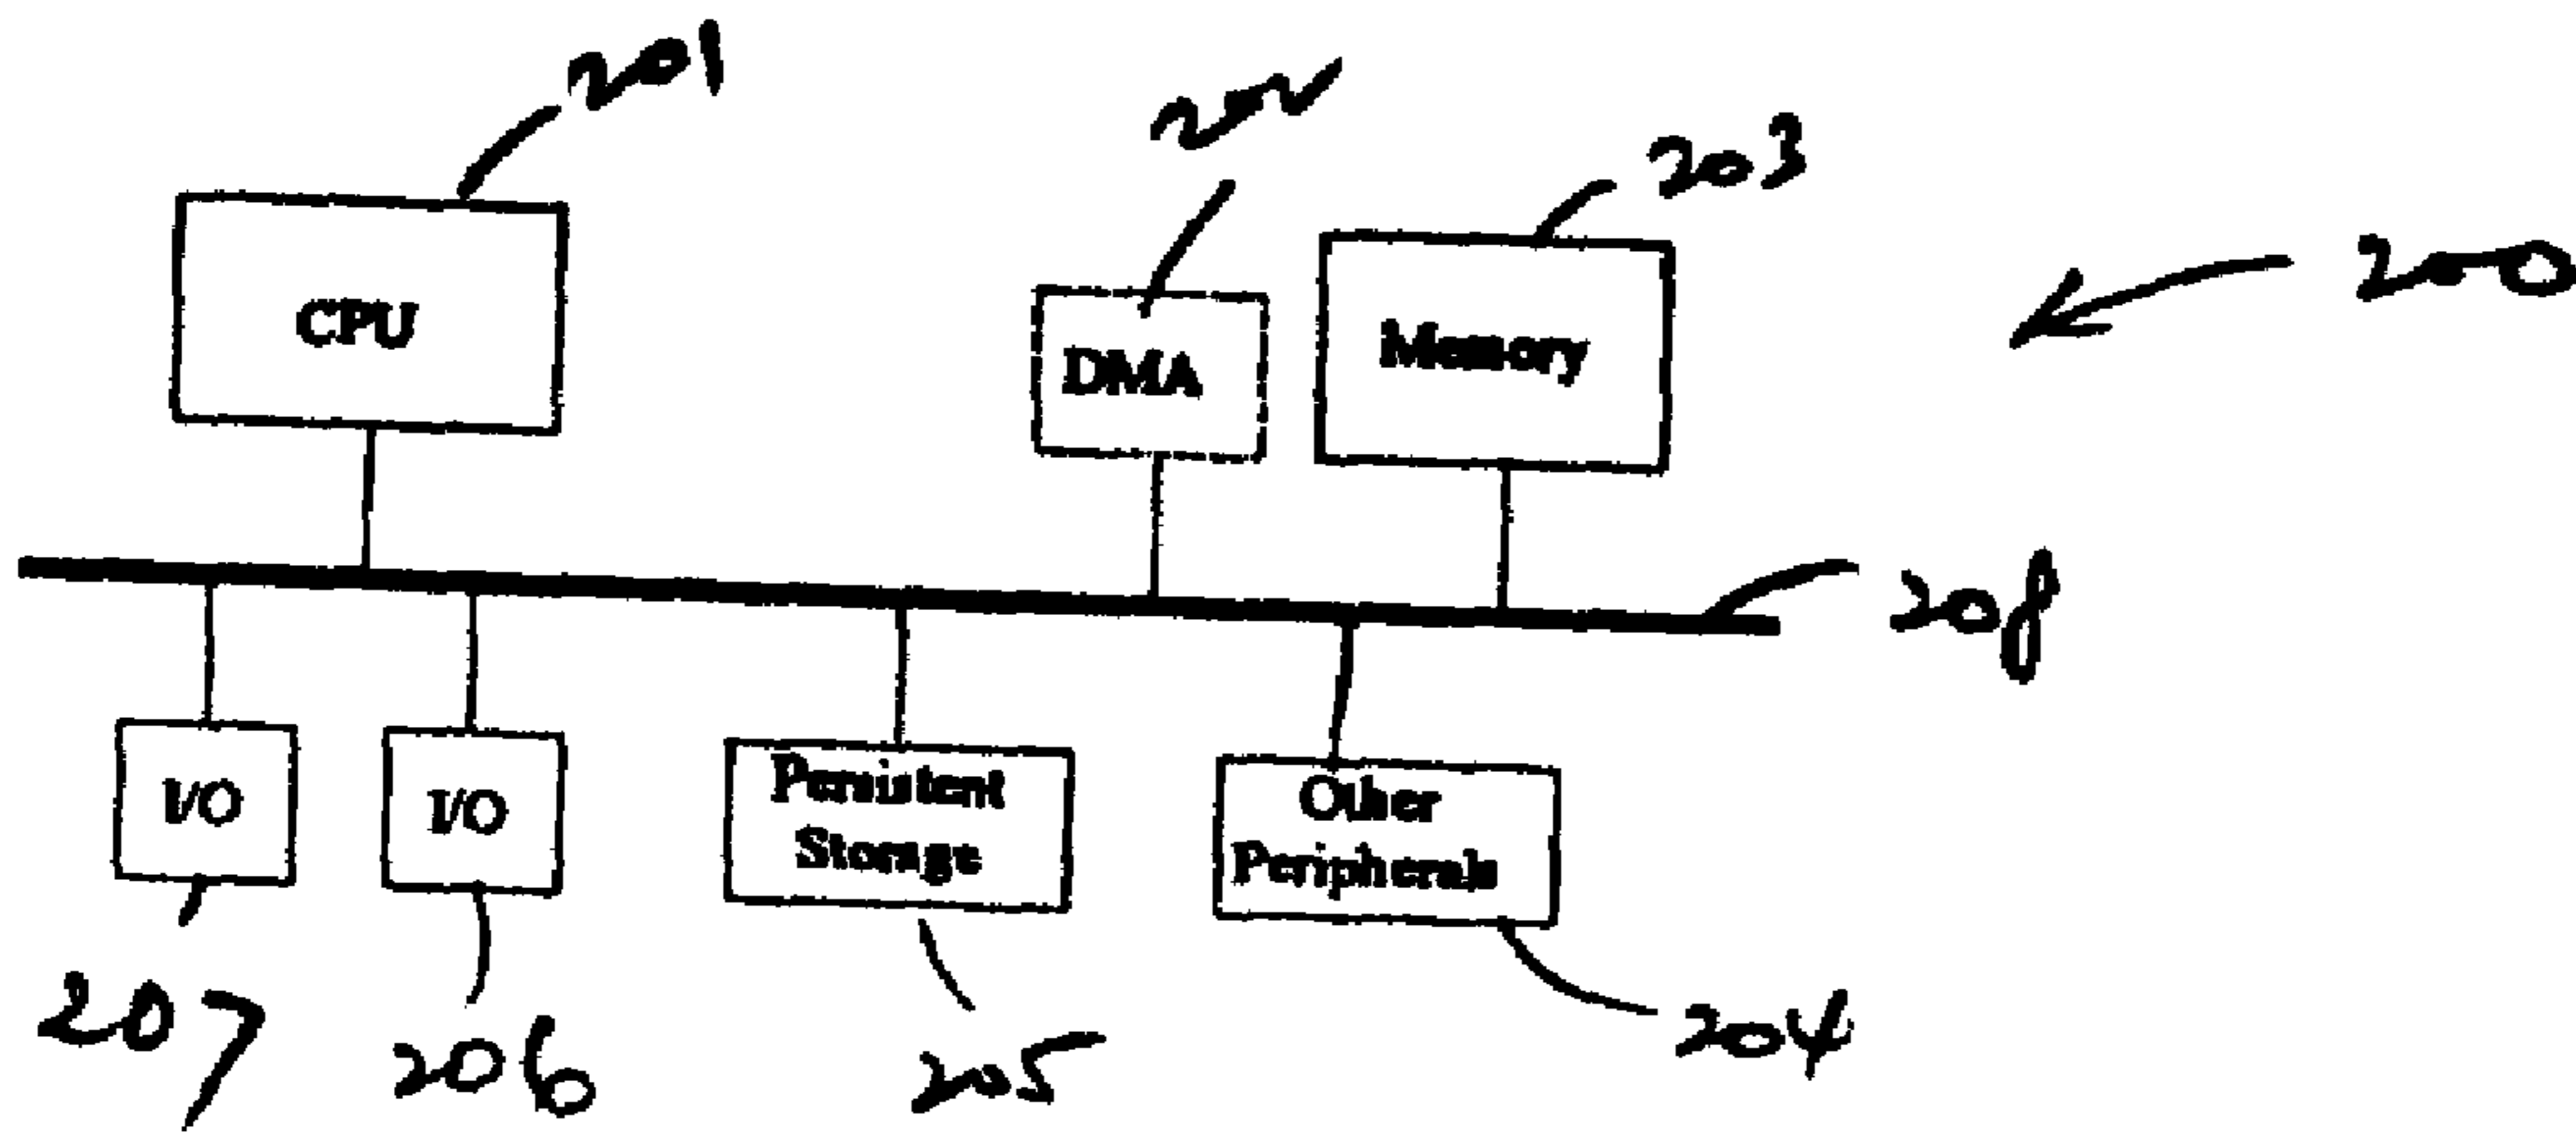 201
202
203
200
CPU
DMA
Memory
208
I/O
I/O
Persistent
Storage
Other
Peripherals
207
206
205
204